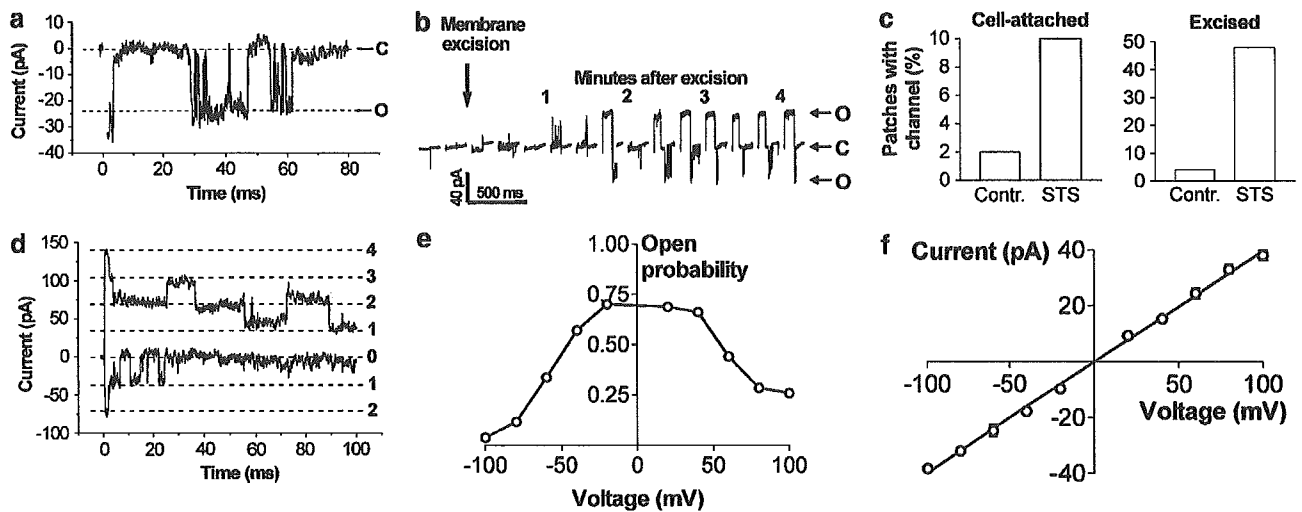 a
Current (pA)
10
0
-10
-20
-30
-40
C
O
0 20 40 60 80
Time (ms)
b
Membrane
excision
Minutes after excision
1 2 3 4
O
C
O
40 pA
500 ms
c
Cell-attached
Patches with
channel (%)
10
8
6
4
2
0
Contr. STS
Excised
50
40
30
20
10
0
Contr. STS
d
Current (pA)
150
100
50
0
-50
-100
4
3
2
1
0
1
2
0 20 40 60 80 100
Time (ms)
e
Open
probability
1.00
0.75
0.50
0.25
-100 -50 0 50 100
Voltage (mV)
f
Current (pA)
40
20
-100 -50 50 100
Voltage (mV)
-20
-40